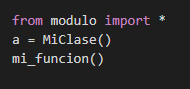 from modulo import *
a = MiClase()
mi_funcion()